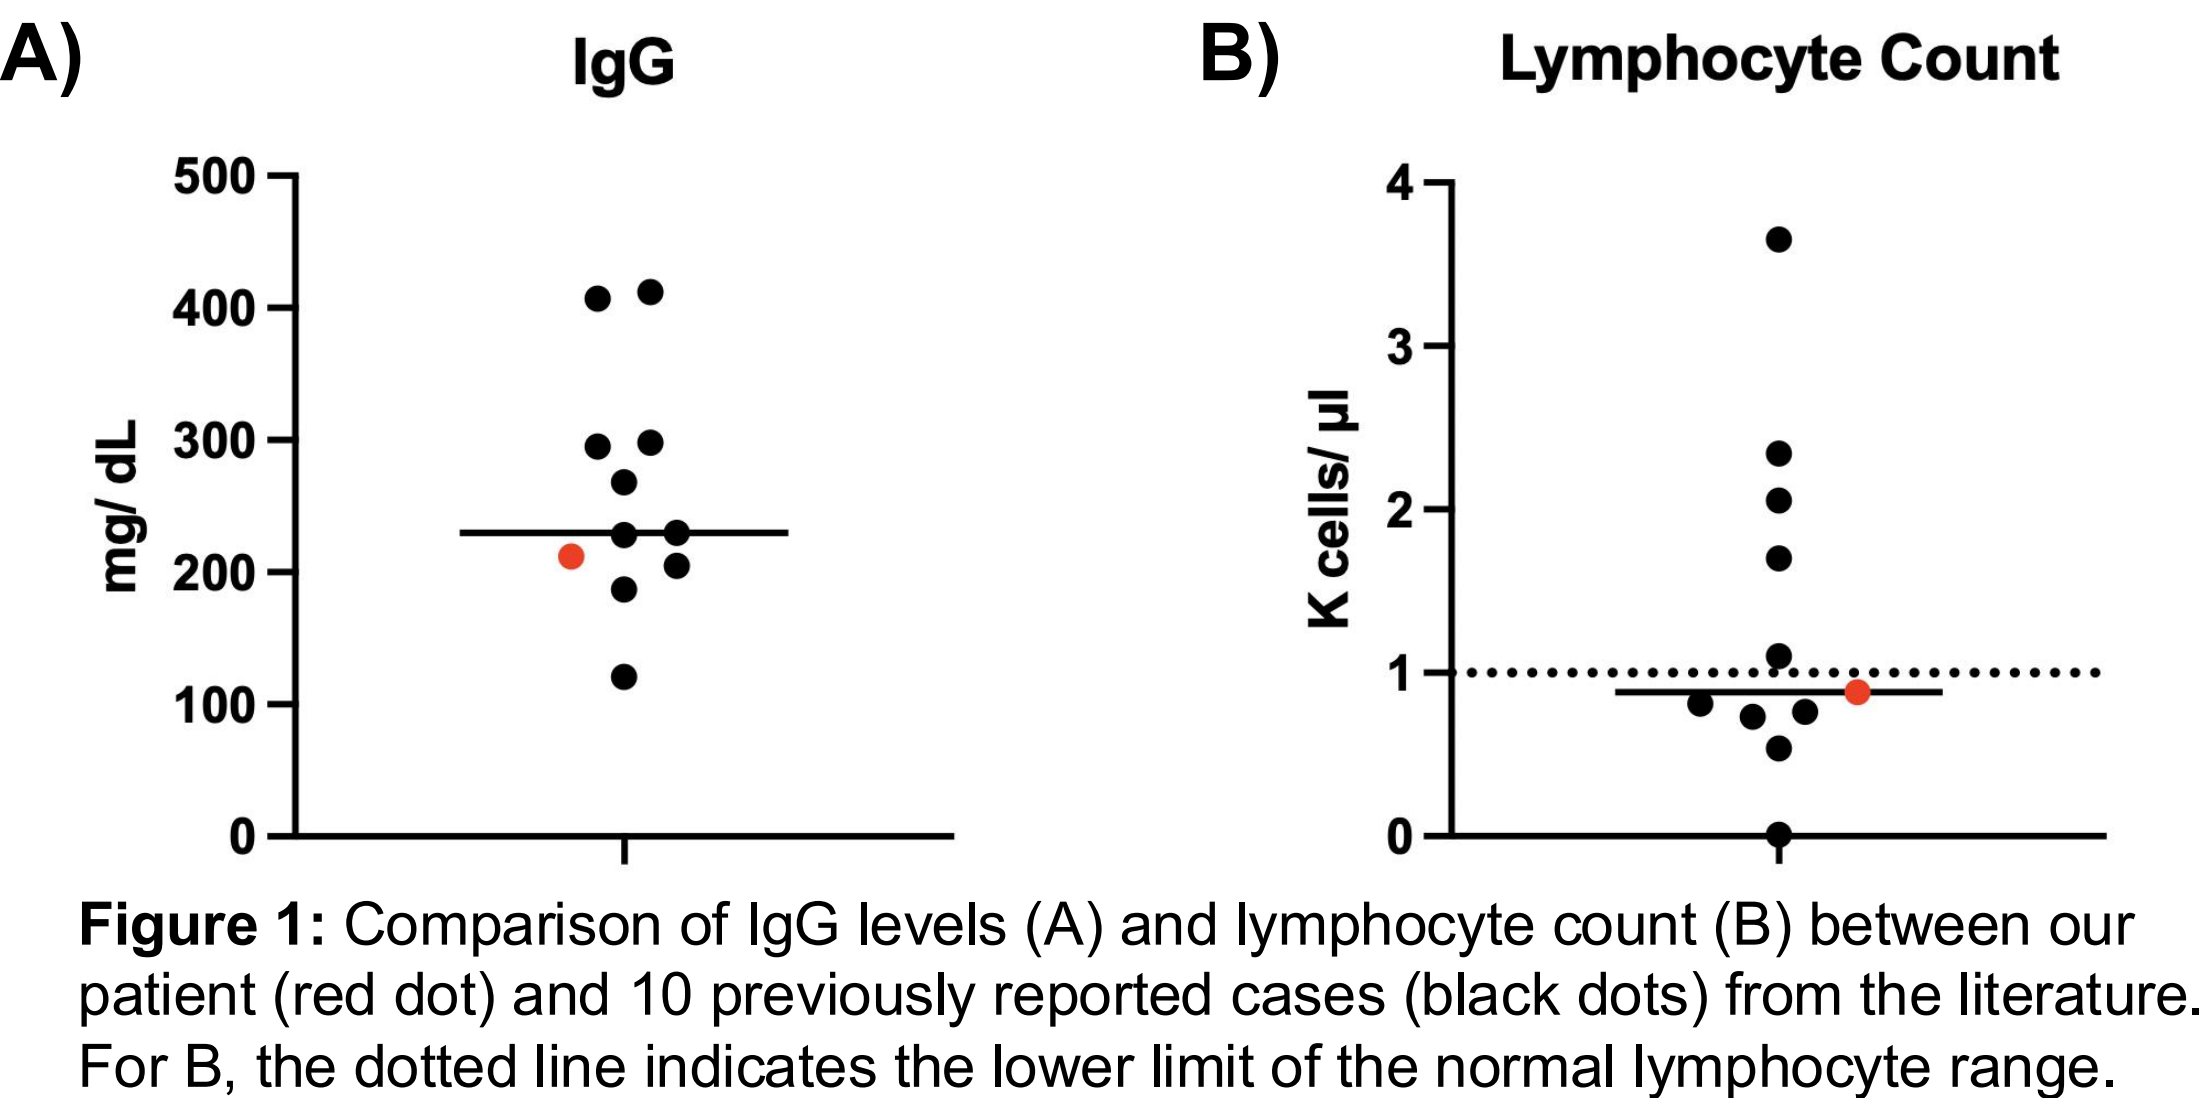 A)
IgG
500
400
300
200
100
0
mg/ dL
B)
Lymphocyte Count
4
3
2
1
0
K cells/ µl
Figure 1: Comparison of IgG levels (A) and lymphocyte count (B) between our
patient (red dot) and 10 previously reported cases (black dots) from the literature.
For B, the dotted line indicates the lower limit of the normal lymphocyte range.